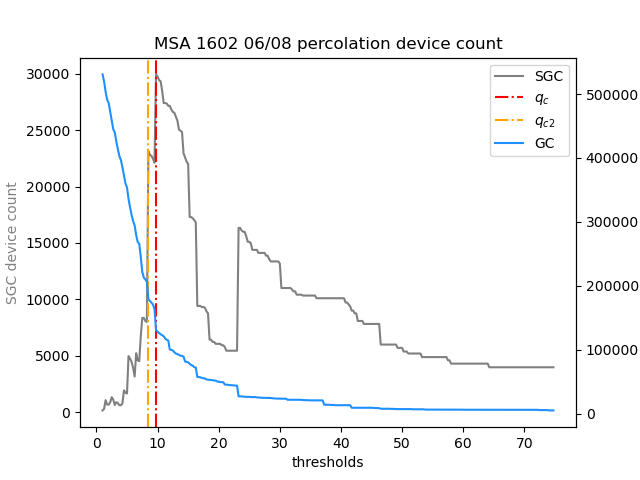 MSA 1602 06/08 percolation device count
SGC
q_c
q_c2
GC
SGC device count
30000
25000
20000
15000
10000
5000
0
500000
400000
300000
200000
100000
0
0 10 20 30 40 50 60 70
thresholds